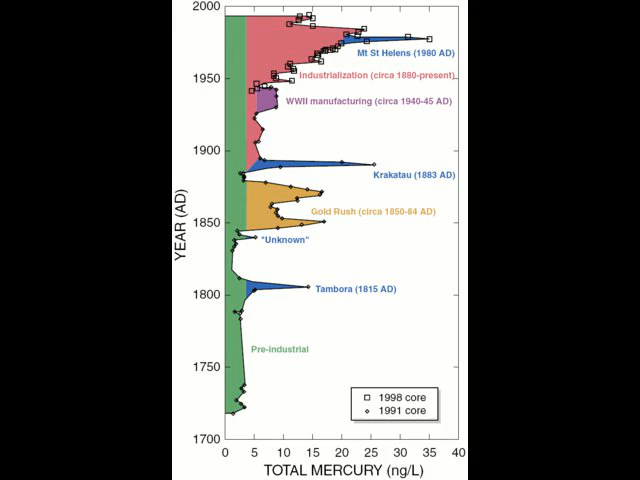 2000
Mt St Helens (1980 AD)
Industrialization (circa 1880-present)
1950
WWII manufacturing (circa 1940-45 AD)
1900
Krakatau (1883 AD)
Gold Rush (circa 1850-84 AD)
1850
"Unknown"
YEAR (AD)
1800
Tambora (1815 AD)
Pre-industrial
1750
1998 core
1991 core
1700
0 5 10 15 20 25 30 35 40
TOTAL MERCURY (ng/L)